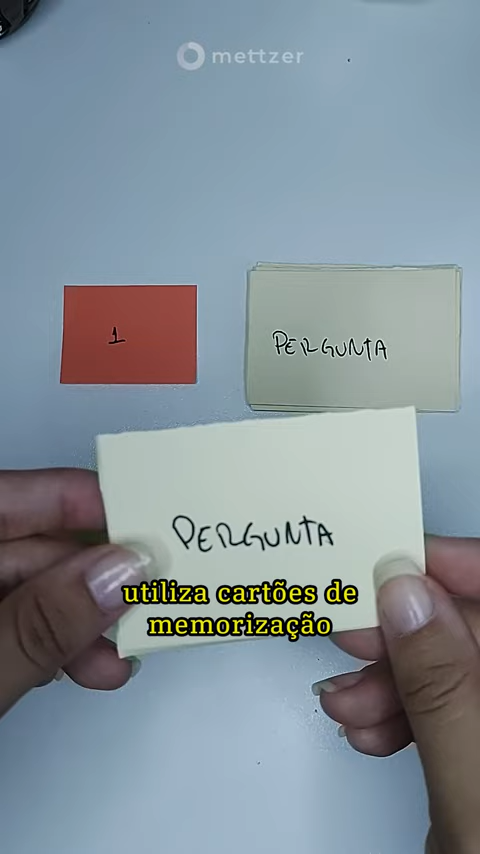 mettzer
1
PERGUNTA
PERGUNTA
utiliza cartões de
memorização